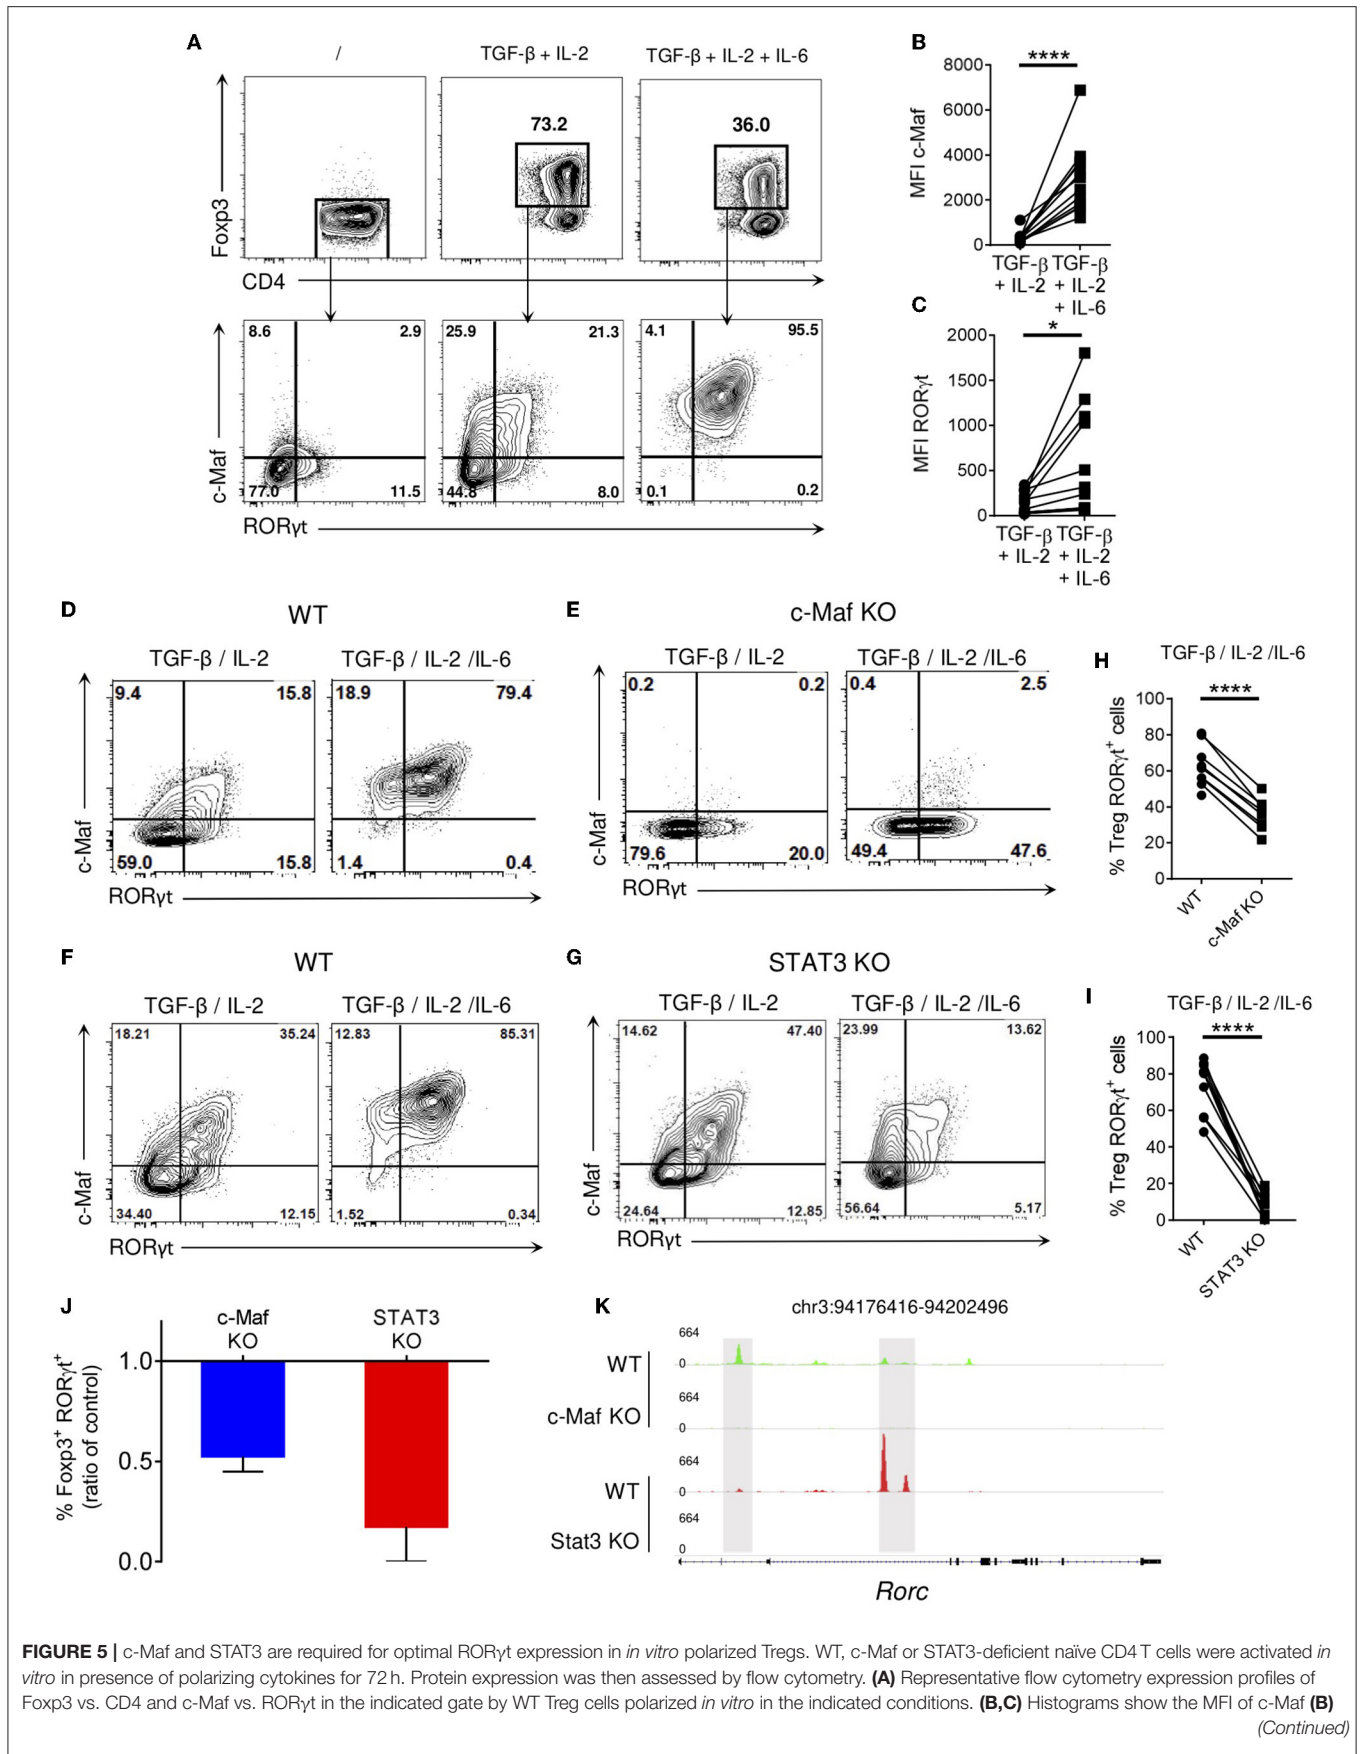 A
/
TGF-β + IL-2
TGF-β + IL-2 + IL-6
Foxp3
73.2
36.0
CD4
c-Maf
8.6 2.9
77.0 11.5
25.9 21.3
44.8 8.0
4.1 95.5
0.1 0.2
RORγt
B
MFI c-Maf
8000
6000
4000
2000
0
****
TGF-β TGF-β
+ IL-2 + IL-2
+ IL-6
C
MFI RORγt
2000
1500
1000
500
0
*
TGF-β TGF-β
+ IL-2 + IL-2
+ IL-6
D
WT
TGF-β / IL-2
TGF-β / IL-2 /IL-6
c-Maf
9.4 15.8
59.0 15.8
18.9 79.4
1.4 0.4
RORγt
E
c-Maf KO
TGF-β / IL-2
TGF-β / IL-2 /IL-6
c-Maf
0.2 0.2
79.6 20.0
0.4 2.5
49.4 47.6
RORγt
H
TGF-β / IL-2 /IL-6
% Treg RORγt+ cells
****
100
80
60
40
20
0
WT
c-Maf KO
F
WT
TGF-β / IL-2
TGF-β / IL-2 /IL-6
c-Maf
18.21 35.24
34.40 12.15
12.83 85.31
1.52 0.34
RORγt
G
STAT3 KO
TGF-β / IL-2
TGF-β / IL-2 /IL-6
c-Maf
14.62 47.40
24.64 12.85
23.99 13.62
56.64 5.17
RORγt
I
TGF-β / IL-2 /IL-6
% Treg RORγt+ cells
****
100
80
60
40
20
0
WT
STAT3 KO
J
c-Maf
KO
STAT3
KO
% Foxp3+ RORγt+
(ratio of control)
1.0
0.5
0.0
K
chr3:94176416-94202496
WT
664
0
c-Maf KO
664
0
WT
664
0
Stat3 KO
664
0
Rorc
FIGURE 5 | c-Maf and STAT3 are required for optimal RORγt expression in in vitro polarized Tregs. WT, c-Maf or STAT3-deficient naïve CD4 T cells were activated in
vitro in presence of polarizing cytokines for 72 h. Protein expression was then assessed by flow cytometry. (A) Representative flow cytometry expression profiles of
Foxp3 vs. CD4 and c-Maf vs. RORγt in the indicated gate by WT Treg cells polarized in vitro in the indicated conditions. (B,C) Histograms show the MFI of c-Maf (B)
(Continued)